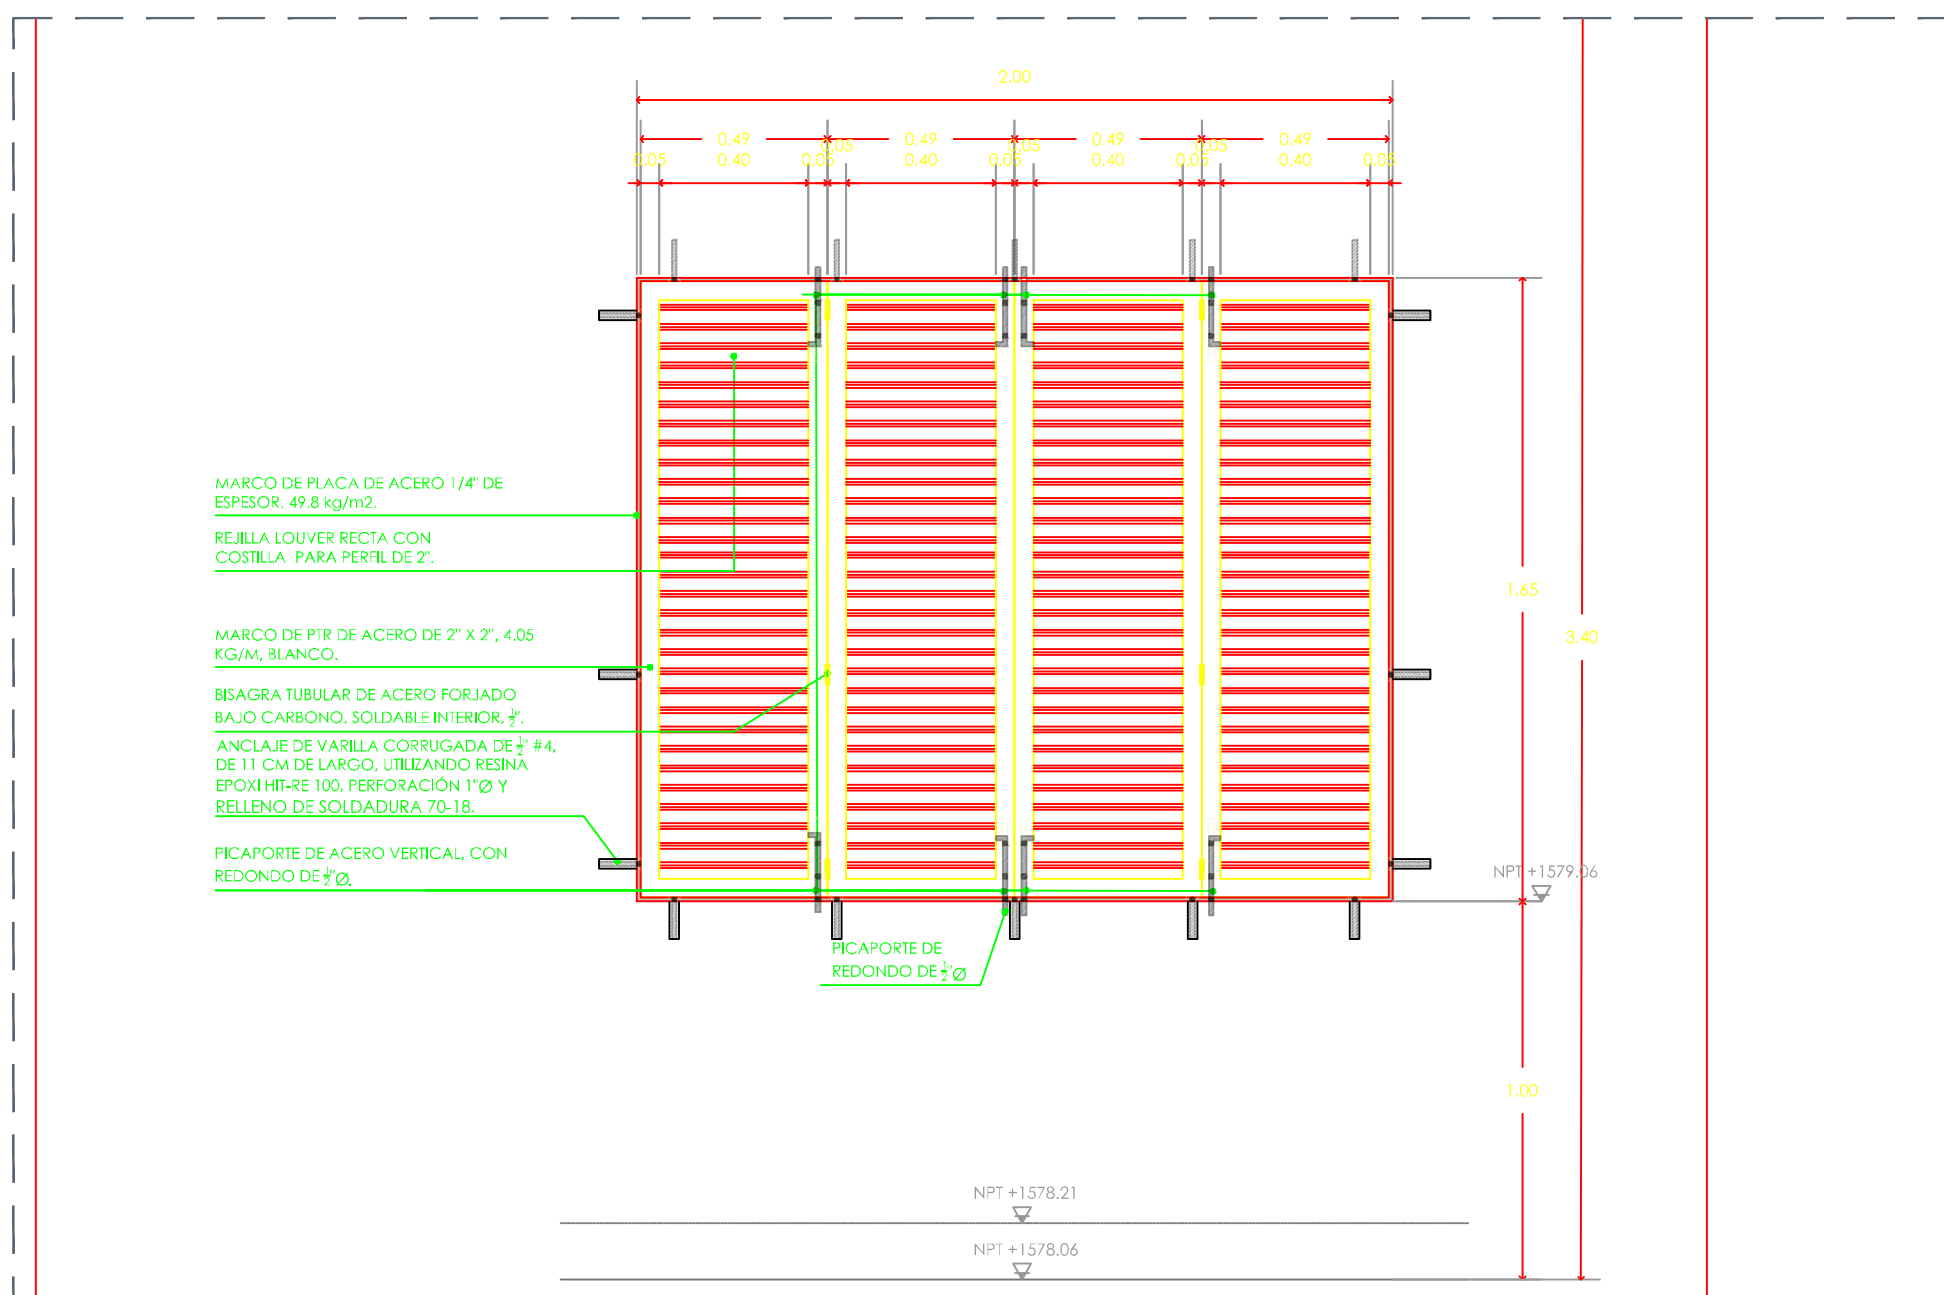 2.00
0.49 0.49 0.49 0.49
0.05 0.05 0.05
0.05 0.40 0.05 0.40 0.05 0.40 0.05 0.40 0.05
MARCO DE PLACA DE ACERO 1/4" DE
ESPESOR, 49.8 kg/m2.
REJILLA LOUVER RECTA CON
COSTILLA PARA PERFIL DE 2".
1.65
3.40
MARCO DE PTR DE ACERO DE 2" X 2", 4.05
KG/M, BLANCO.
BISAGRA TUBULAR DE ACERO FORJADO
BAJO CARBONO, SOLDABLE INTERIOR, ½".
ANCLAJE DE VARILLA CORRUGADA DE ½" #4,
DE 11 CM DE LARGO, UTILIZANDO RESINA
EPOXI HIT-RE 100, PERFORACIÓN 1"Ø Y
RELLENO DE SOLDADURA 70-18.
PICAPORTE DE ACERO VERTICAL, CON
REDONDO DE ½"Ø.
NPT +1579.06
PICAPORTE DE
REDONDO DE ½"Ø
1.00
NPT +1578.21
NPT +1578.06